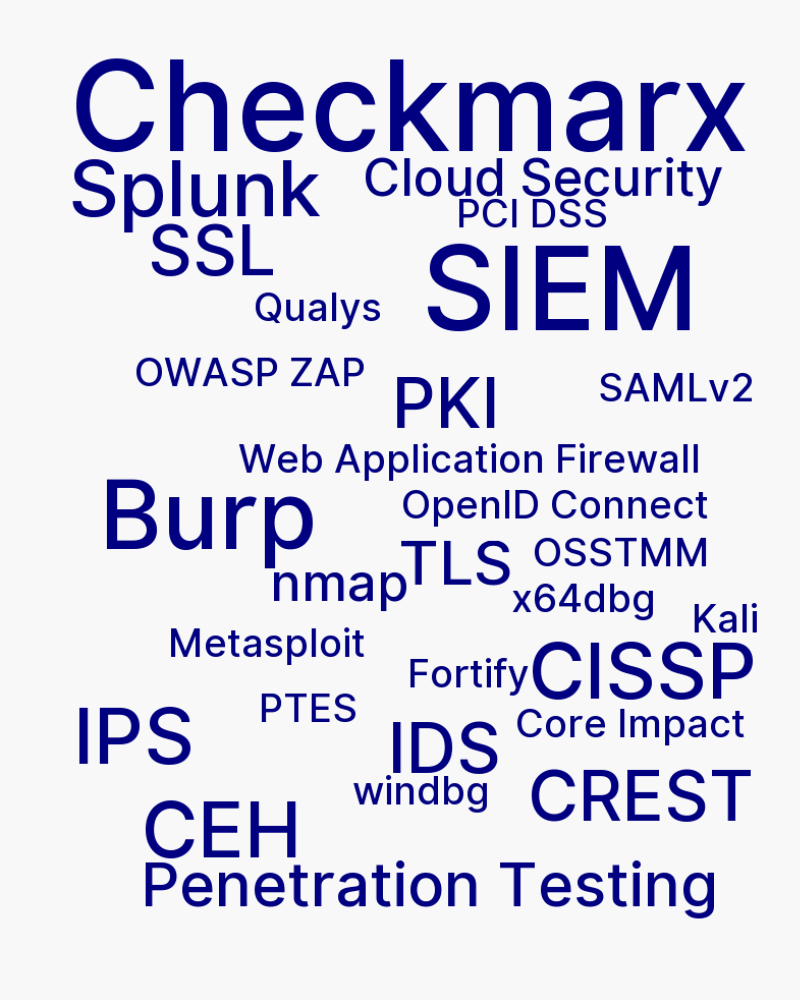 Checkmarx
Splunk
Cloud Security
PCI DSS
SSL
SIEM
Qualys
OWASP ZAP
PKI
SAMLv2
Web Application Firewall
Burp
OpenID Connect
TLS
OSSTMM
nmap
x64dbg
Kali
Metasploit
Fortify
CISSP
PTES
IPS
IDS
Core Impact
windbg
CREST
CEH
Penetration Testing